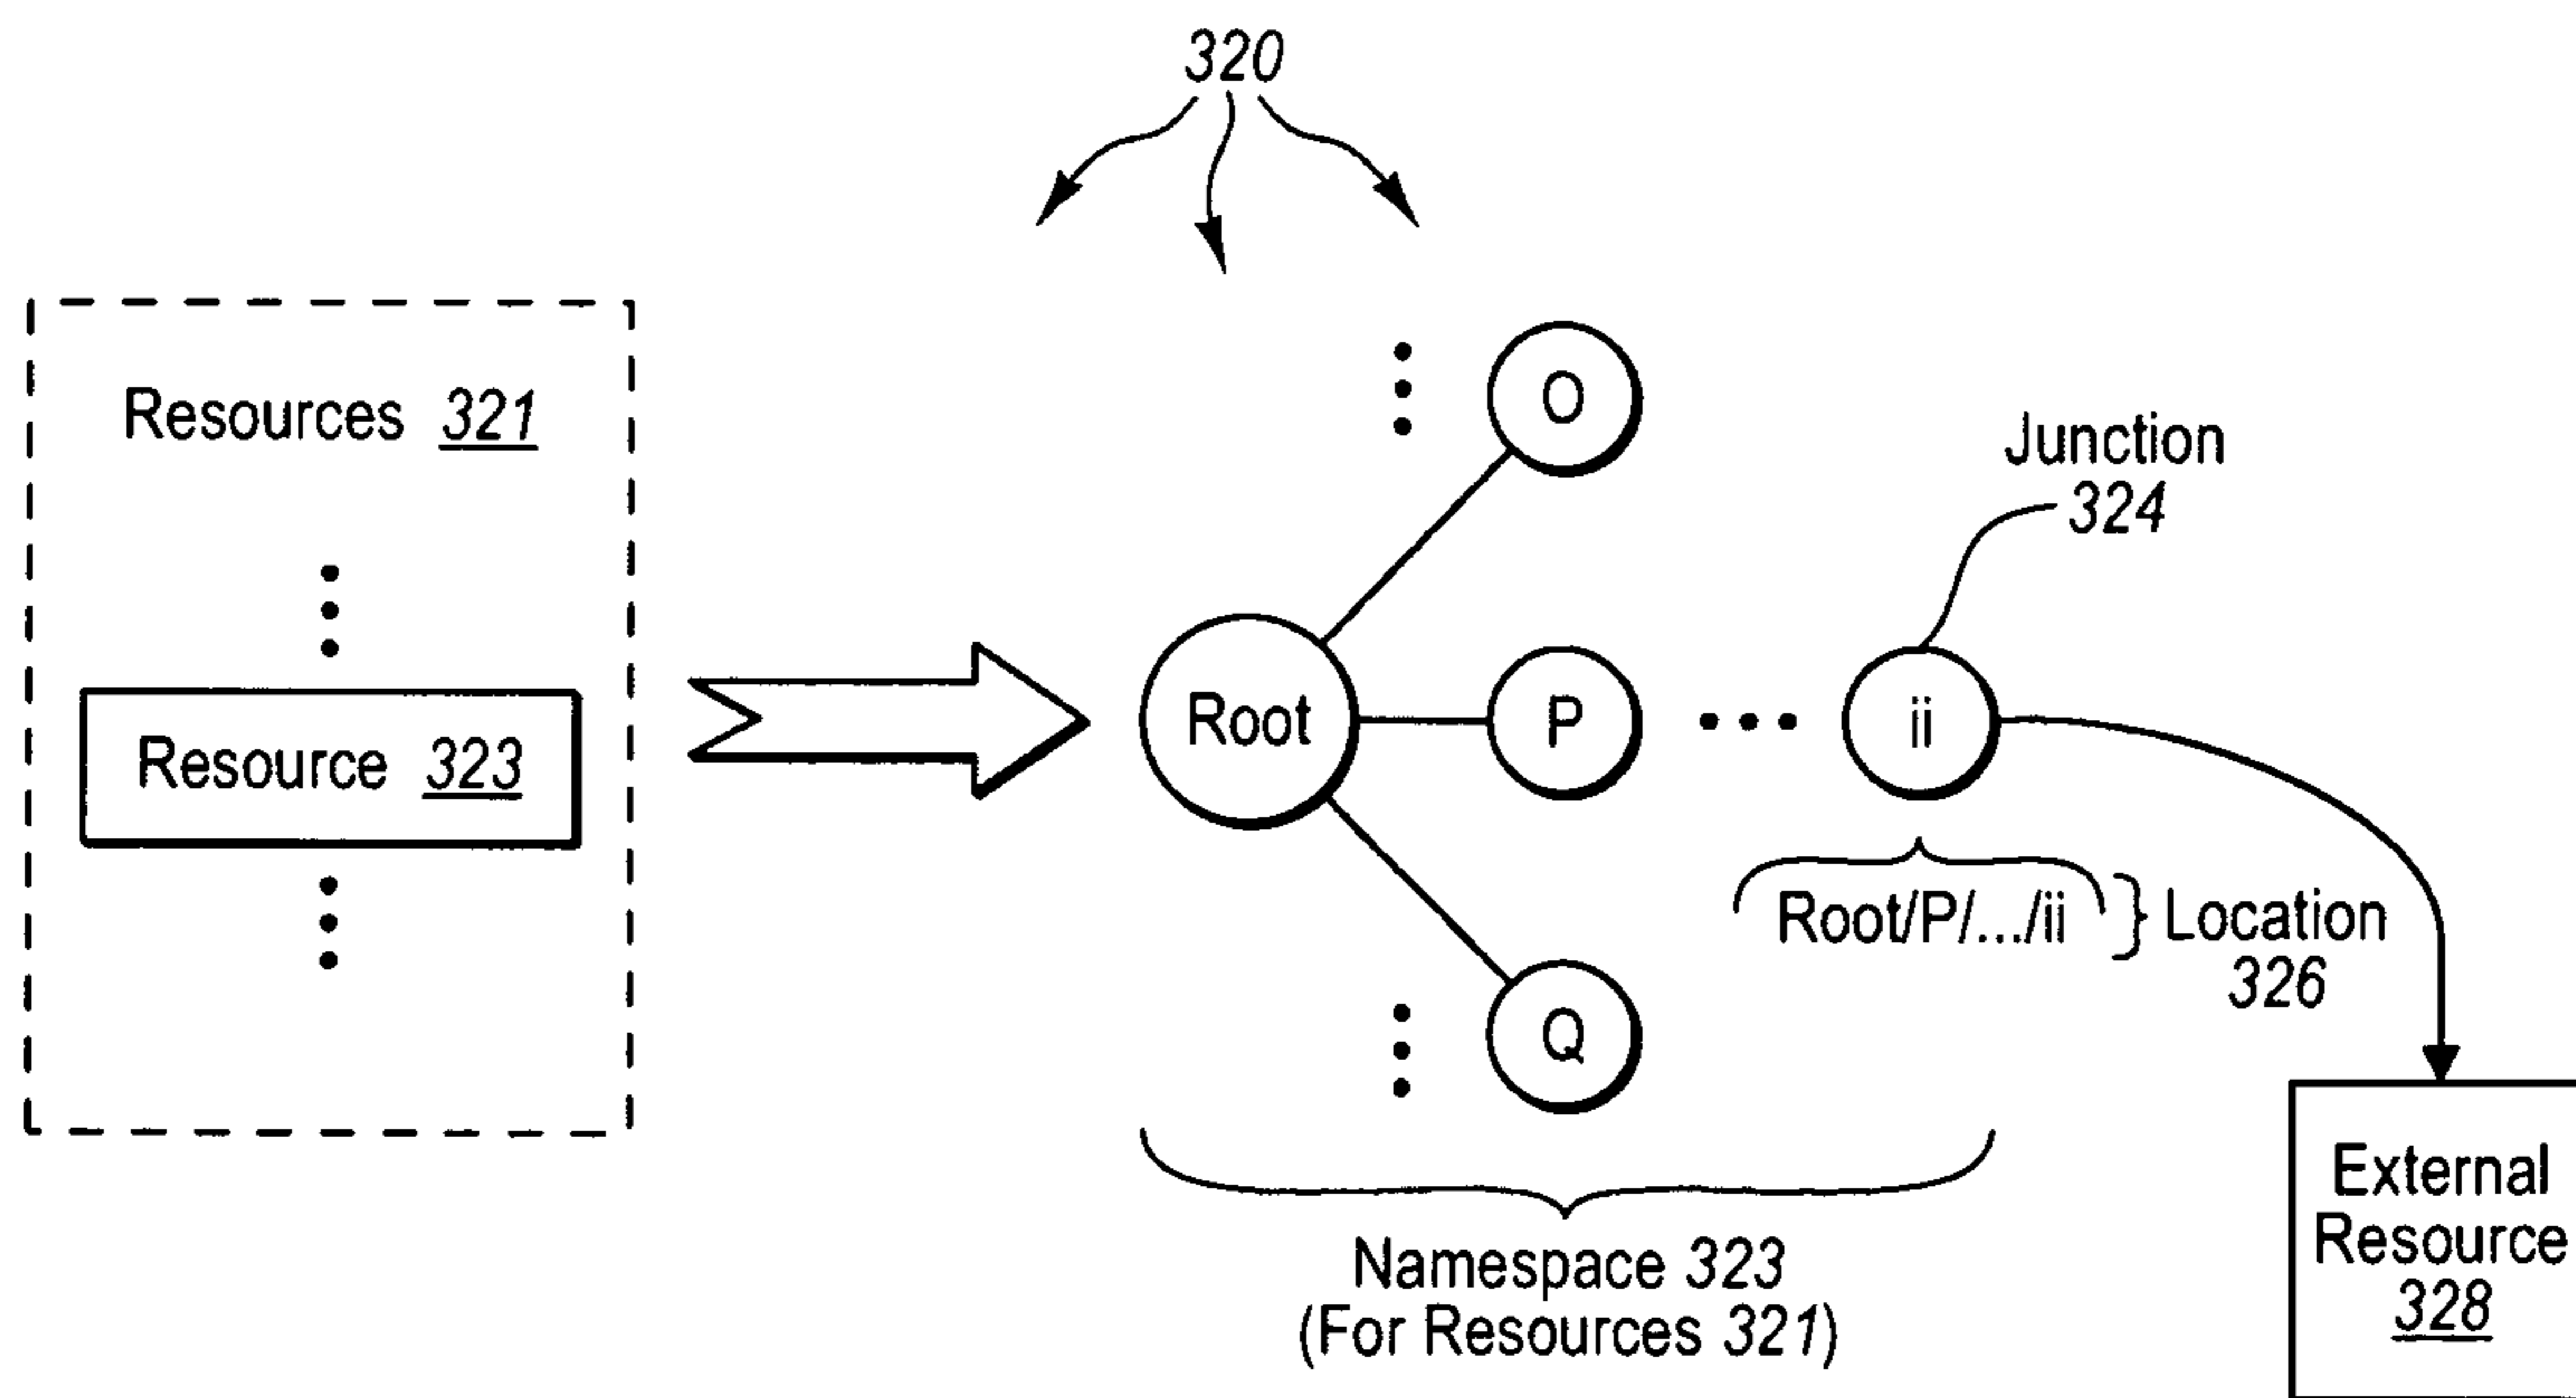 320
Resources 321
Resource 323
Root
O
P
Q
ii
Junction
324
Root/P/.../ii
Location
326
Namespace 323
(For Resources 321)
External
Resource
328